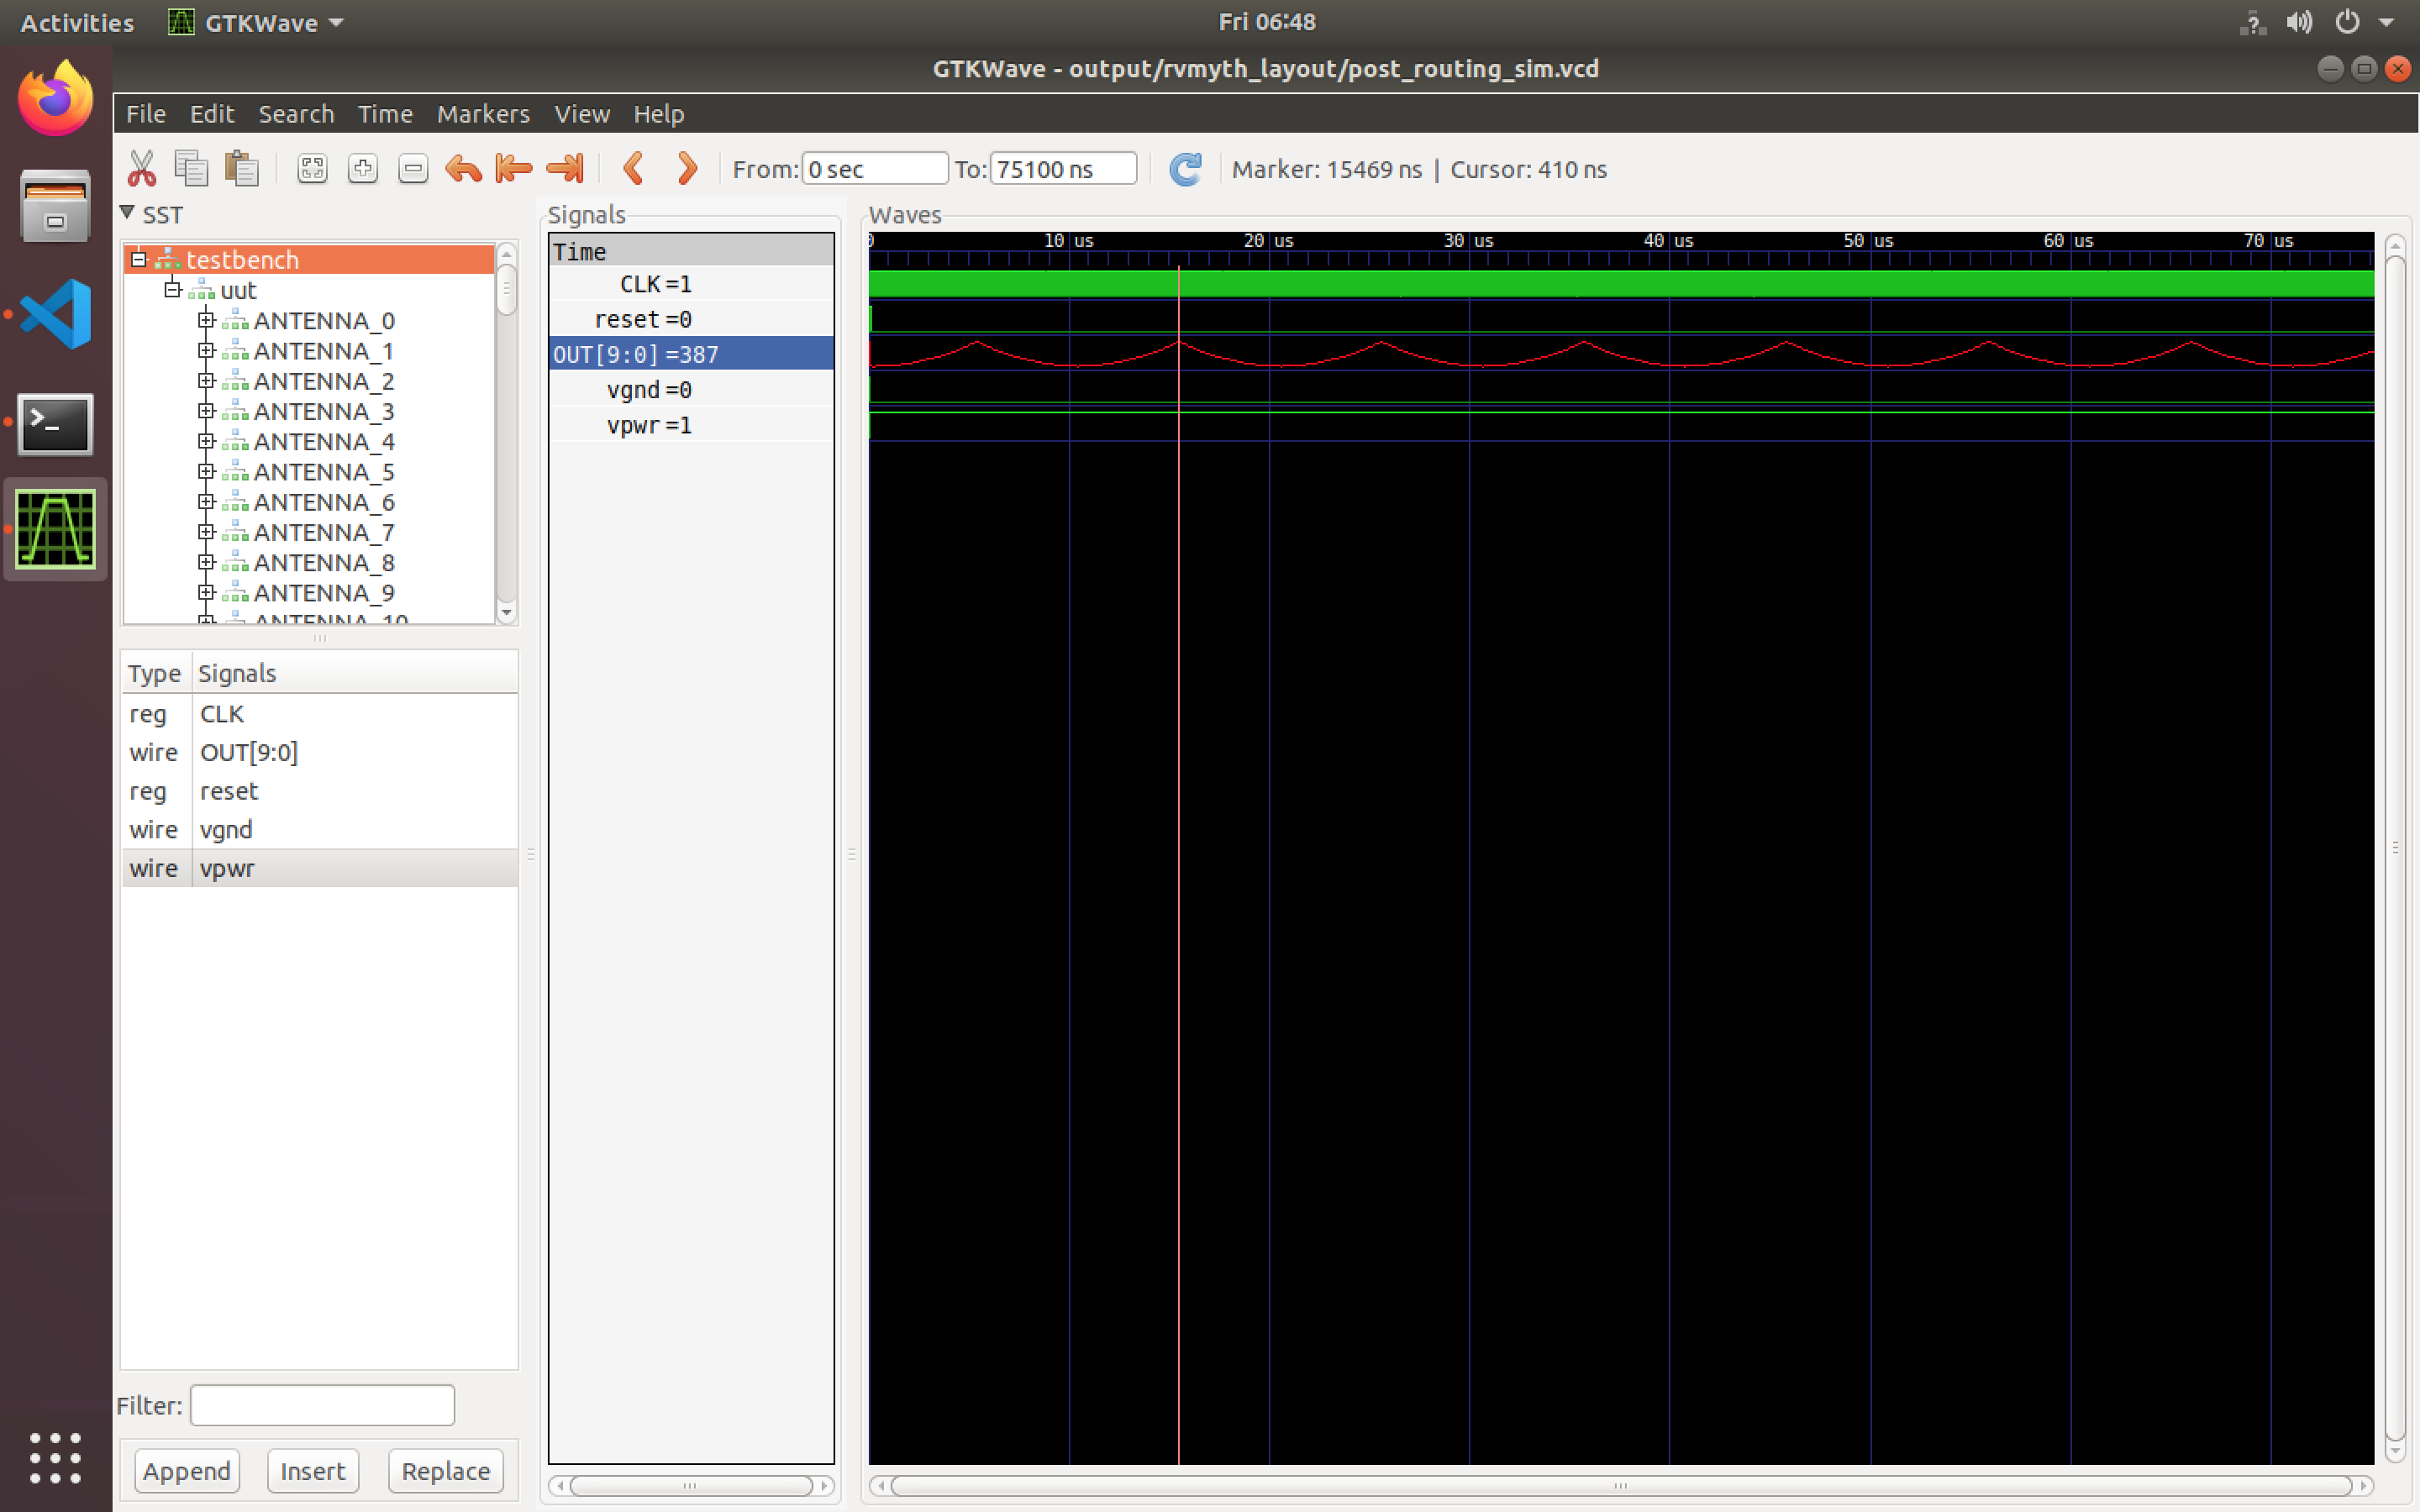 Activities
GTKWave
Fri 06:48
GTKWave - output/rvmyth_layout/post_routing_sim.vcd
File Edit Search Time Markers View Help
From: 0 sec To: 75100 ns Marker: 15469 ns | Cursor: 410 ns
SST
testbench
uut
ANTENNA_0
ANTENNA_1
ANTENNA_2
ANTENNA_3
ANTENNA_4
ANTENNA_5
ANTENNA_6
ANTENNA_7
ANTENNA_8
ANTENNA_9
ANTENNA_10
Type Signals
reg CLK
wire OUT[9:0]
reg reset
wire vgnd
wire vpwr
Filter:
Append Insert Replace
Signals
Time
CLK =1
reset =0
OUT[9:0] =387
vgnd =0
vpwr =1
Waves
0 10 us 20 us 30 us 40 us 50 us 60 us 70 us